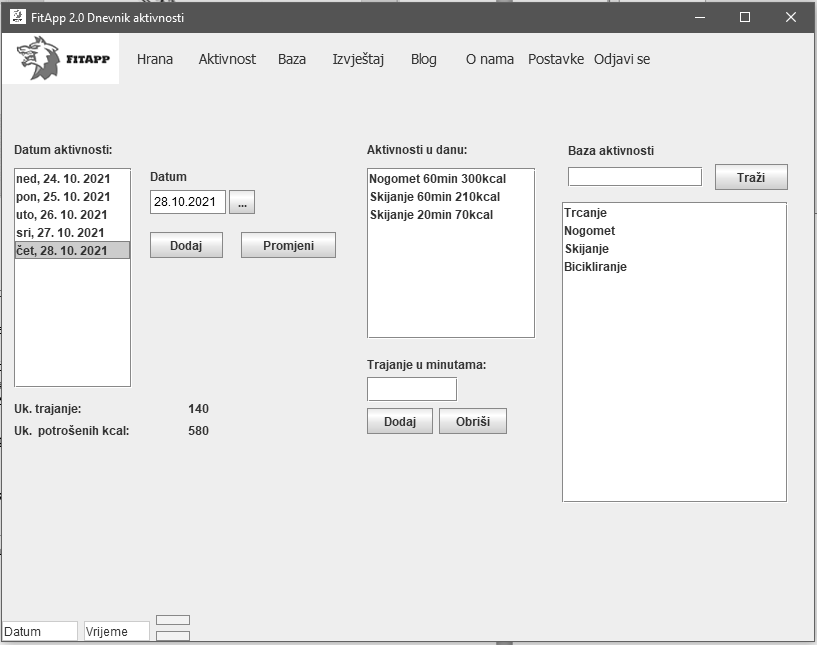 FitApp 2.0 Dnevnik aktivnosti
FITAPP
Hrana Aktivnost Baza Izvještaj Blog O nama Postavke Odjavi se
Datum aktivnosti:
ned, 24. 10. 2021
pon, 25. 10. 2021
uto, 26. 10. 2021
sri, 27. 10. 2021
čet, 28. 10. 2021
Datum
28.10.2021 ...
Dodaj Promjeni
Uk. trajanje: 140
Uk. potrošenih kcal: 580
Aktivnosti u danu:
Nogomet 60min 300kcal
Skijanje 60min 210kcal
Skijanje 20min 70kcal
Trajanje u minutama:
Dodaj Obriši
Baza aktivnosti
Traži
Trcanje
Nogomet
Skijanje
Bicikliranje
Datum Vrijeme